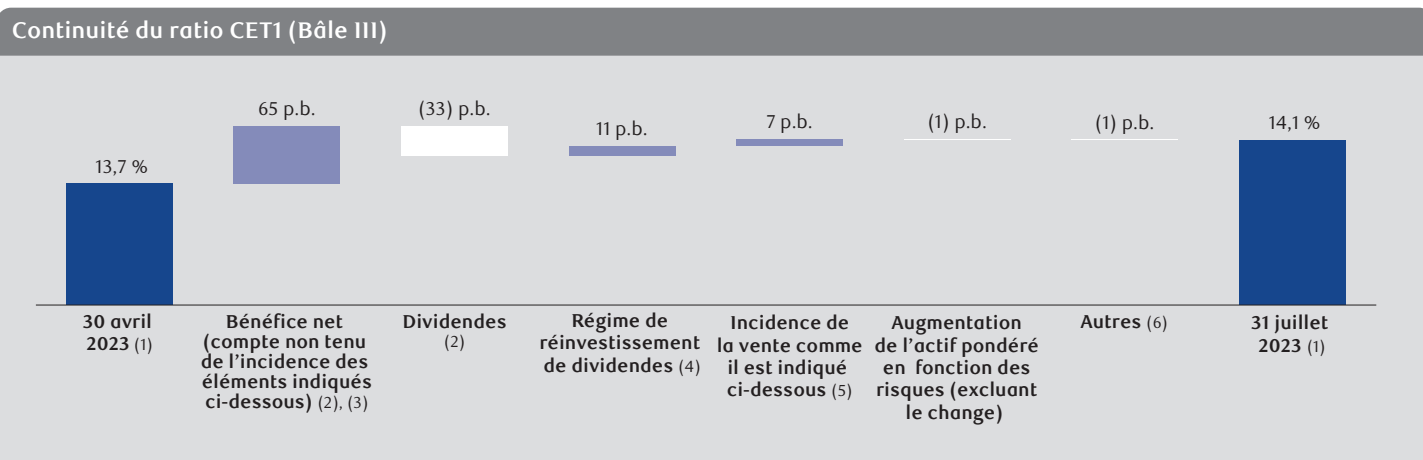 Continuité du ratio CET1 (Bâle III)
13,7 %
65 p.b.
(33) p.b.
11 p.b.
7 p.b.
(1) p.b.
(1) p.b.
14,1 %
30 avril
2023 (1)
Bénéfice net
(compte non tenu
de l'incidence des
éléments indiqués
ci-dessous) (2), (3)
Dividendes
(2)
Régime de
réinvestissement
de dividendes (4)
Incidence de
la vente comme
il est indiqué
ci-dessous (5)
Augmentation
de l'actif pondéré
en fonction des
risques (excluant
le change)
Autres (6)
31 juillet
2023 (1)